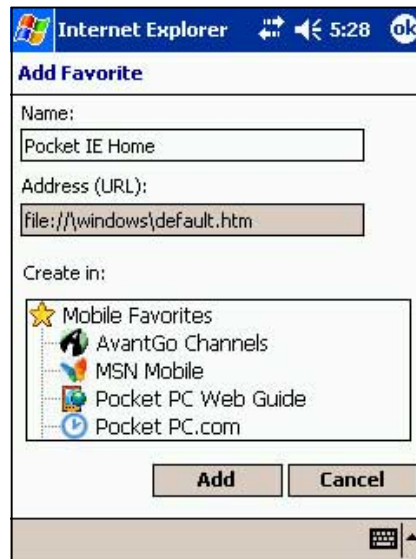 Internet Explorer 5:28 ok
Add Favorite
Name:
Pocket IE Home
Address (URL):
file://\windows\default.htm
Create in:
Mobile Favorites
AvantGo Channels
MSN Mobile
Pocket PC Web Guide
Pocket PC.com
Add Cancel